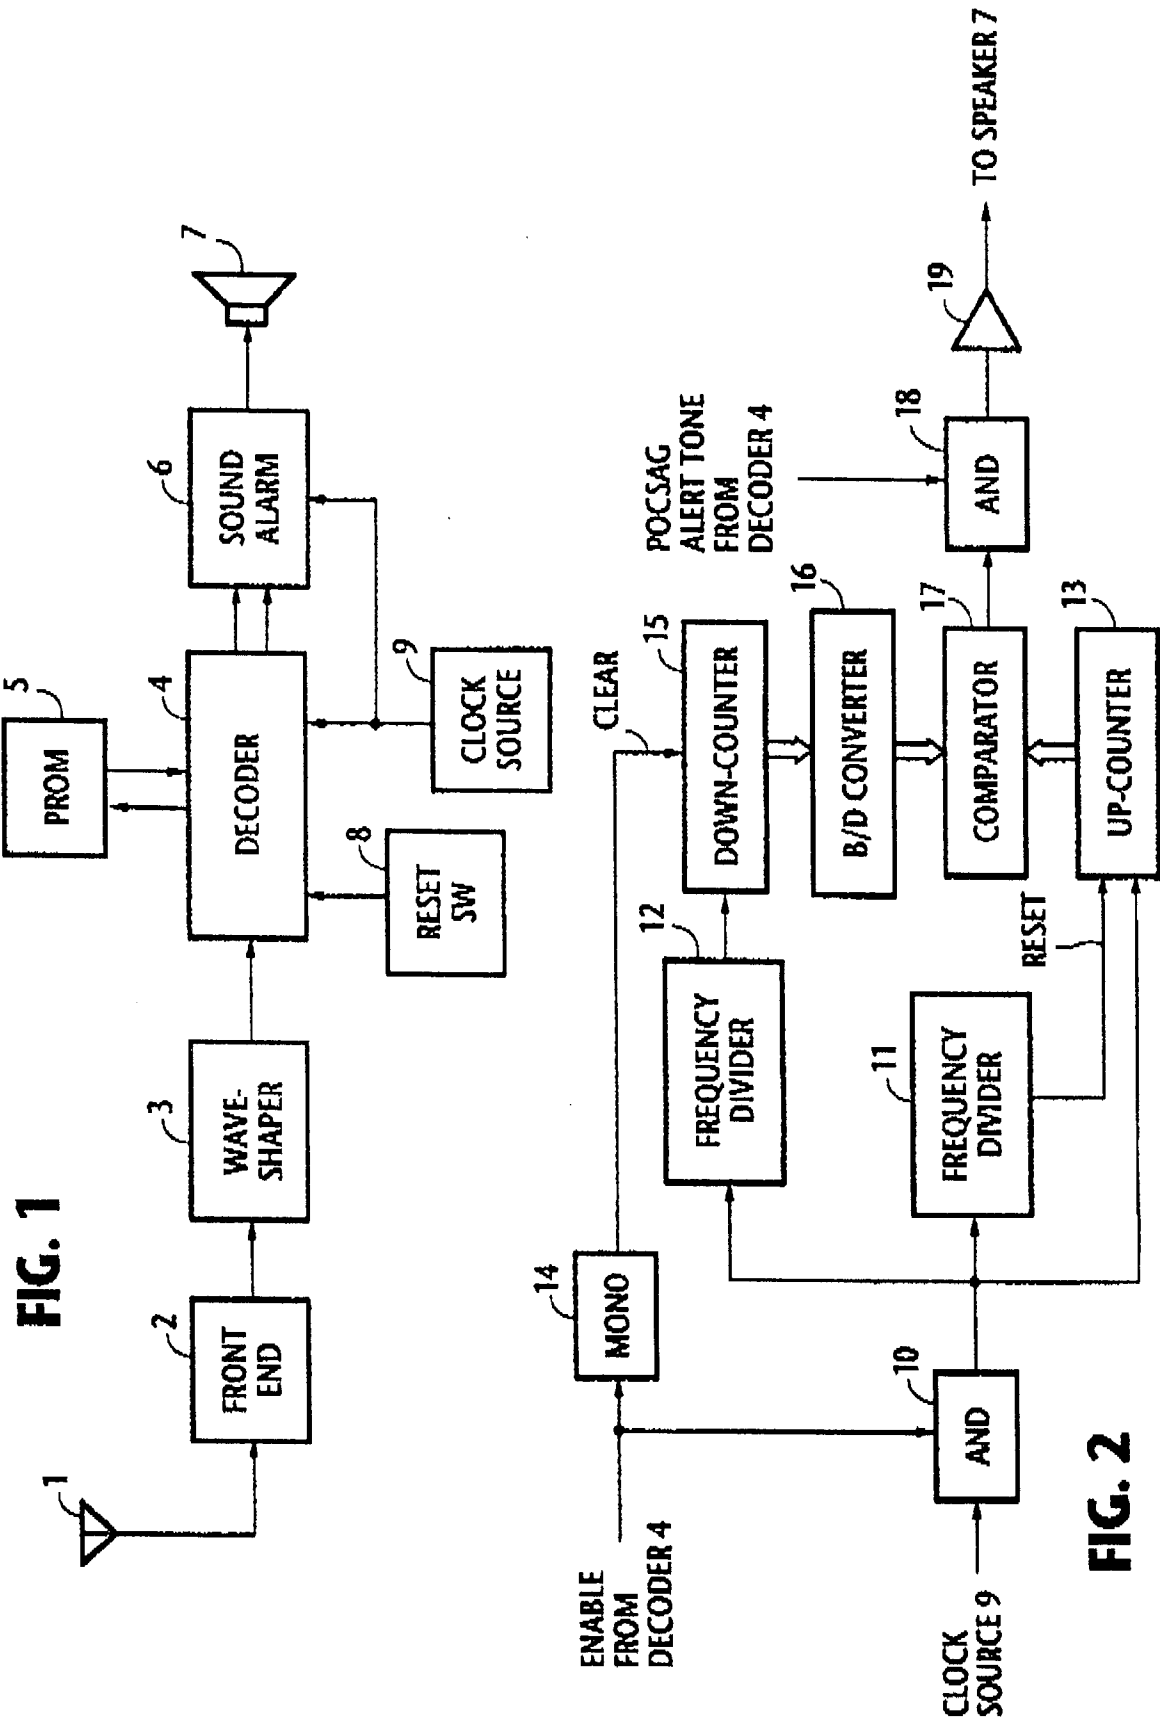 FIG. 1
1
2
FRONT
END
3
WAVE-
SHAPER
4
DECODER
5
PROM
6
SOUND
ALARM
7
8
RESET
SW
9
CLOCK
SOURCE
FIG. 2
ENABLE
FROM
DECODER 4
CLOCK
SOURCE 9
10
AND
14
MONO
CLEAR
12
FREQUENCY
DIVIDER
11
FREQUENCY
DIVIDER
RESET
15
DOWN-COUNTER
16
B/D CONVERTER
17
COMPARATOR
13
UP-COUNTER
POCSAG
ALERT TONE
FROM
DECODER 4
18
AND
19
TO SPEAKER 7